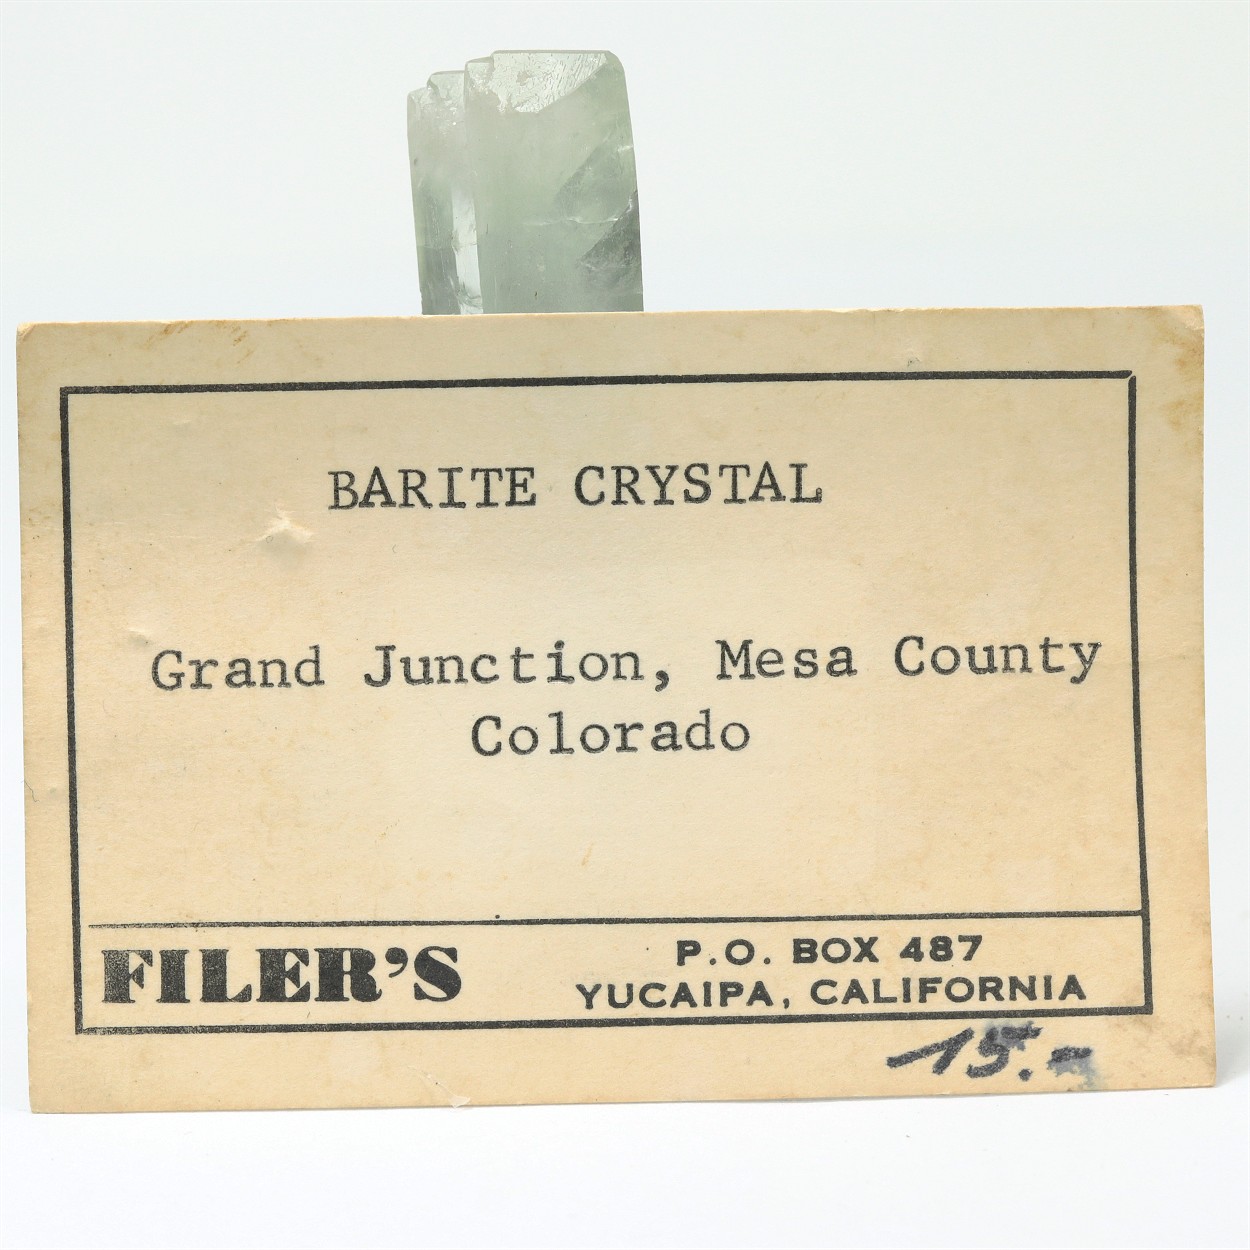 BARITE CRYSTAL
Grand Junction, Mesa County
Colorado
FILER'S
P.O. BOX 487
YUCAIPA, CALIFORNIA
15.-